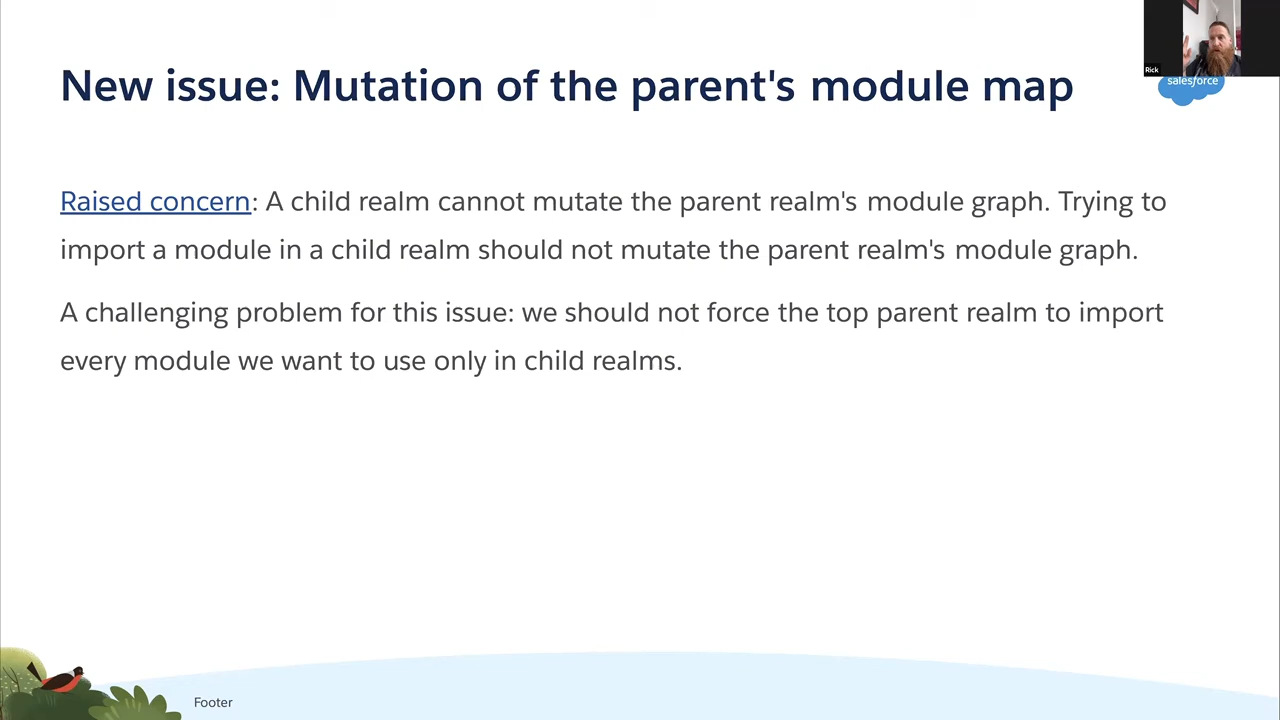 New issue: Mutation of the parent's module map
Rick
salesforce
Raised concern: A child realm cannot mutate the parent realm's module graph. Trying to
import a module in a child realm should not mutate the parent realm's module graph.
A challenging problem for this issue: we should not force the top parent realm to import
every module we want to use only in child realms.
Footer